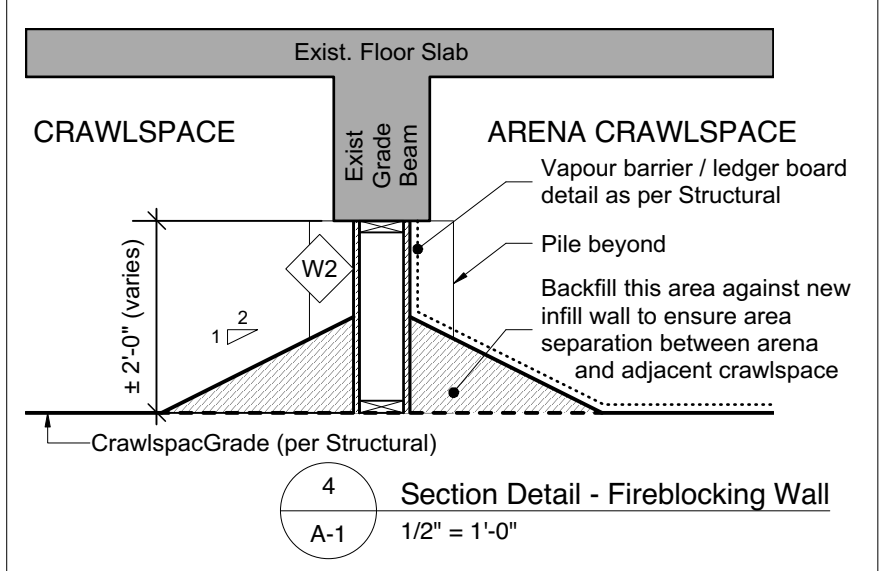 Exist. Floor Slab
CRAWLSPACE
Exist
Grade
Beam
ARENA CRAWLSPACE
Vapour barrier / ledger board
detail as per Structural
Pile beyond
Backfill this area against new
infill wall to ensure area
separation between arena
and adjacent crawlspace
W2
± 2'-0" (varies)
2
1
CrawlspacGrade (per Structural)
4
A-1
Section Detail - Fireblocking Wall
1/2" = 1'-0"